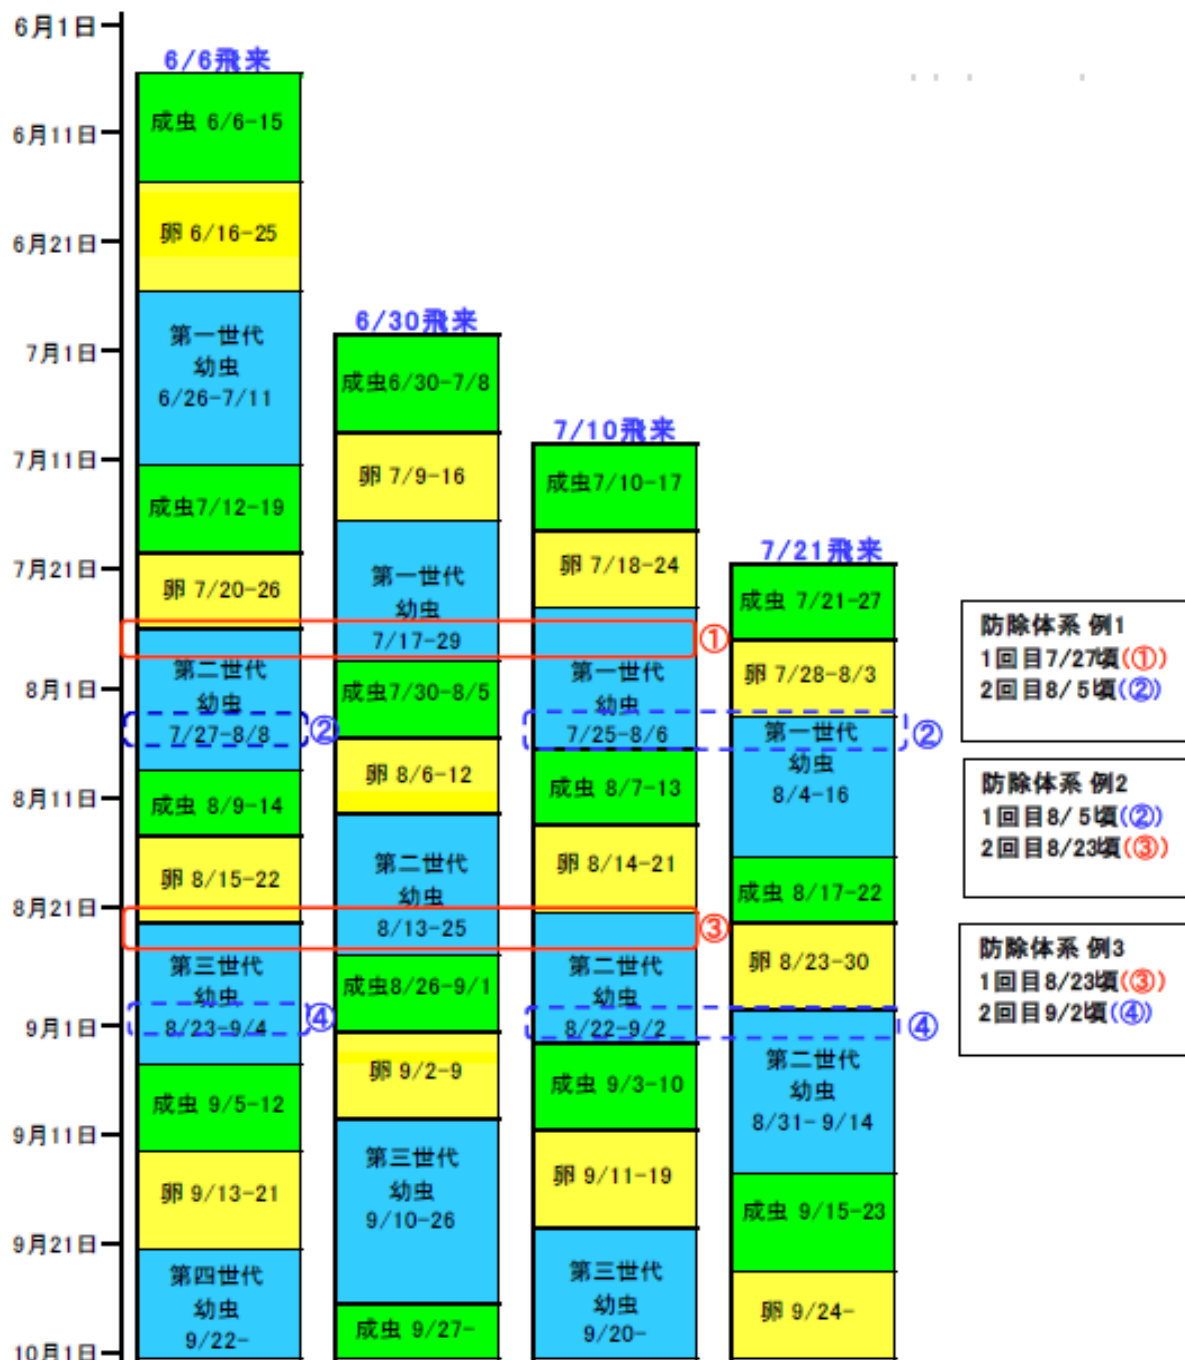 6月1日
6月11日
6月21日
7月1日
7月11日
7月21日
8月1日
8月11日
8月21日
9月1日
9月11日
9月21日
10月1日
6/6飛来
成虫 6/6-15
卵 6/16-25
第一世代
幼虫
6/26-7/11
成虫7/12-19
卵 7/20-26
第二世代
幼虫
7/27-8/8
成虫 8/9-14
卵 8/15-22
第三世代
幼虫
8/23-9/4
成虫 9/5-12
卵 9/13-21
第四世代
幼虫
9/22-
6/30飛来
成虫6/30-7/8
卵 7/9-16
第一世代
幼虫
7/17-29
成虫7/30-8/5
卵 8/6-12
第二世代
幼虫
8/13-25
成虫8/26-9/1
卵 9/2-9
第三世代
幼虫
9/10-26
成虫 9/27-
7/10飛来
成虫7/10-17
卵 7/18-24
第一世代
幼虫
7/25-8/6
成虫 8/7-13
卵 8/14-21
第二世代
幼虫
8/22-9/2
成虫 9/3-10
卵 9/11-19
第三世代
幼虫
9/20-
7/21飛来
成虫 7/21-27
卵 7/28-8/3
第一世代
幼虫
8/4-16
成虫 8/17-22
卵 8/23-30
第二世代
幼虫
8/31-9/14
成虫 9/15-23
卵 9/24-
①
②
②
③
④
④
防除体系 例1
1回目7/27頃(①)
2回目8/5頃(②)
防除体系 例2
1回目8/5頃(②)
2回目8/23頃(③)
防除体系 例3
1回目8/23頃(③)
2回目9/2頃(④)